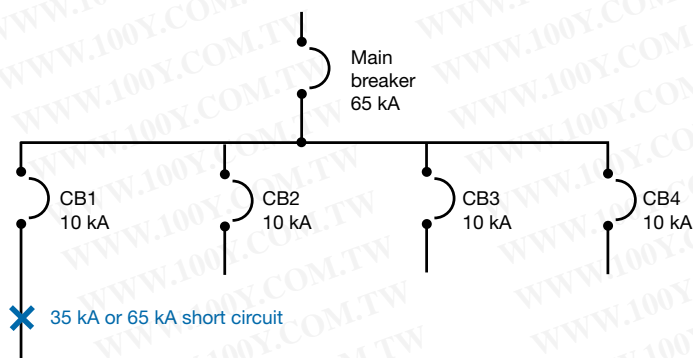 Main
breaker
65 kA
CB1
10 kA
CB2
10 kA
CB3
10 kA
CB4
10 kA
35 kA or 65 kA short circuit
WWW.100Y.COM.TW